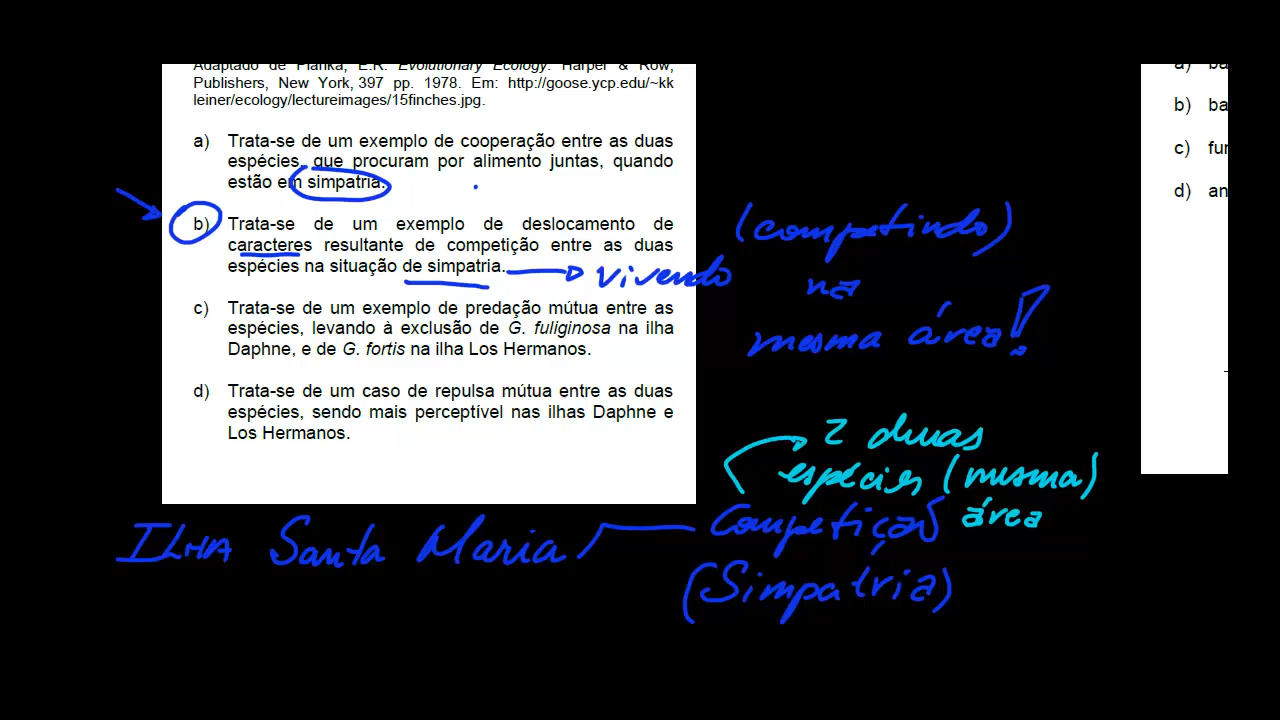 Adaptado de Pianka, E.R. Evolutionary Ecology. Harper & Row,
Publishers, New York, 397 pp. 1978. Em: http://goose.ycp.edu/~kk
leiner/ecology/lectureimages/15finches.jpg.
a) Trata-se de um exemplo de cooperação entre as duas
espécies, que procuram por alimento juntas, quando
estão em simpatria.
b) Trata-se de um exemplo de deslocamento de
caracteres resultante de competição entre as duas
espécies na situação de simpatria.
c) Trata-se de um exemplo de predação mútua entre as
espécies, levando à exclusão de G. fuliginosa na ilha
Daphne, e de G. fortis na ilha Los Hermanos.
d) Trata-se de um caso de repulsa mútua entre as duas
espécies, sendo mais perceptível nas ilhas Daphne e
Los Hermanos.
(competindo)
vivendo na
mesma área!
2 duas
espécies (mesma)
área
ILHA Santa Maria
Competição
(Simpatria)
a) ba
b) ba
c) fur
d) an